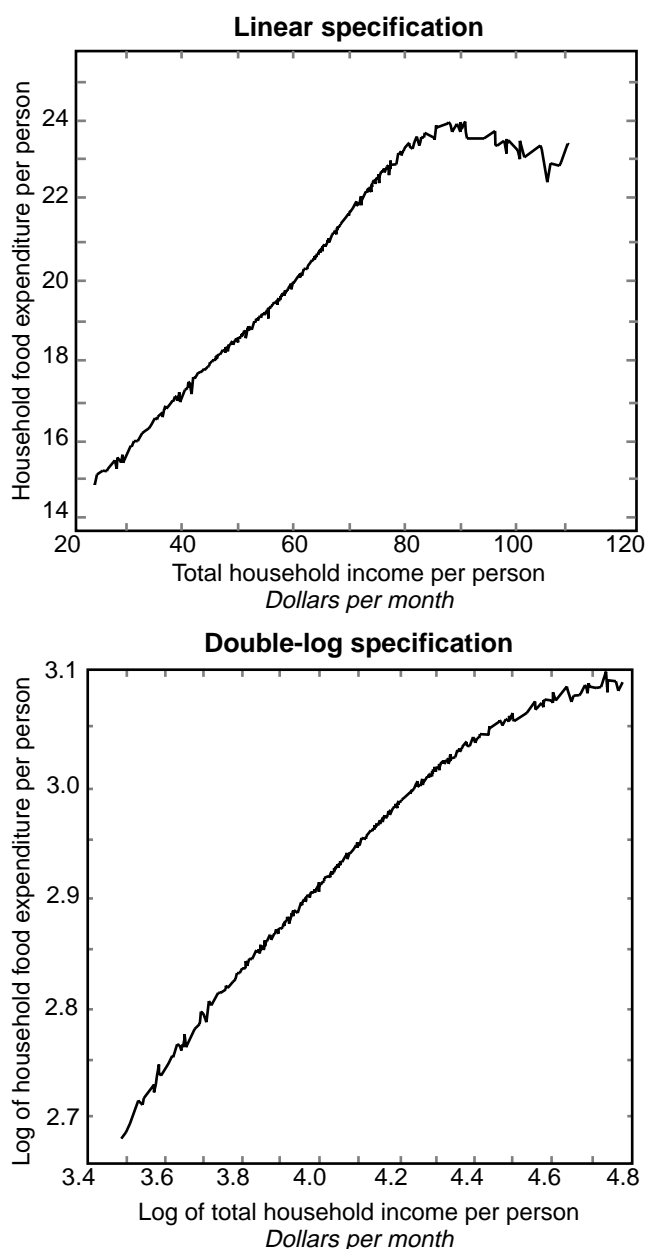 Linear specification
Household food expenditure per person
24
22
20
18
16
14
20 40 60 80 100 120
Total household income per person
Dollars per month
Double-log specification
Log of household food expenditure per person
3.1
3.0
2.9
2.8
2.7
3.4 3.6 3.8 4.0 4.2 4.4 4.6 4.8
Log of total household income per person
Dollars per month